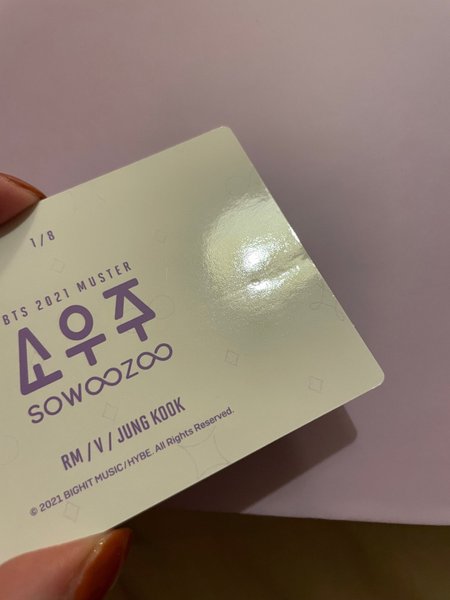 1/8
BTS 2021 MUSTER
소우주
SOWOOZOO
RM / V / JUNG KOOK
© 2021 BIGHIT MUSIC / HYBE. All Rights Reserved.